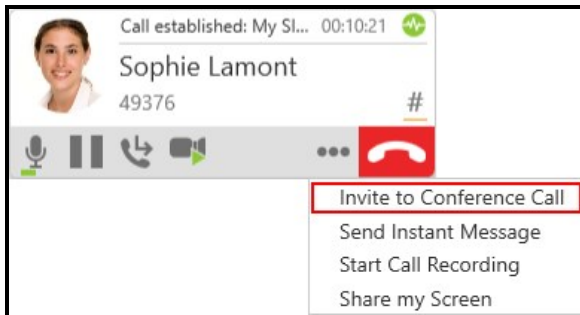 Call established: My SI... 00:10:21
Sophie Lamont
49376 #
Invite to Conference Call
Send Instant Message
Start Call Recording
Share my Screen